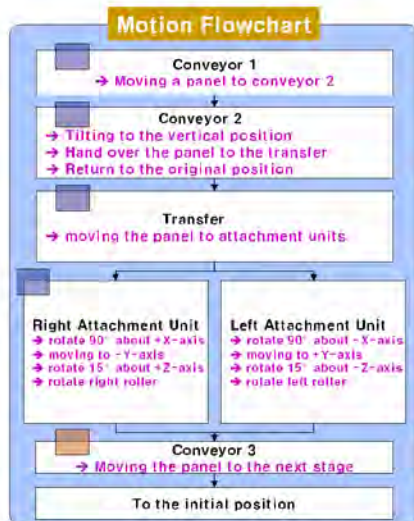 Motion Flowchart
Conveyor 1
→ Moving a panel to conveyor 2
Conveyor 2
→ Tilting to the vertical position
→ Hand over the panel to the transfer
→ Return to the original position
Transfer
→ moving the panel to attachment units
Right Attachment Unit
→ rotate 90° about +X-axis
→ moving to -Y-axis
→ rotate 15° about +Z-axis
→ rotate right roller
Left Attachment Unit
→ rotate 90° about -X-axis
→ moving to +Y-axis
→ rotate 15° about -Z-axis
→ rotate left roller
Conveyor 3
→ Moving the panel to the next stage
To the initial position